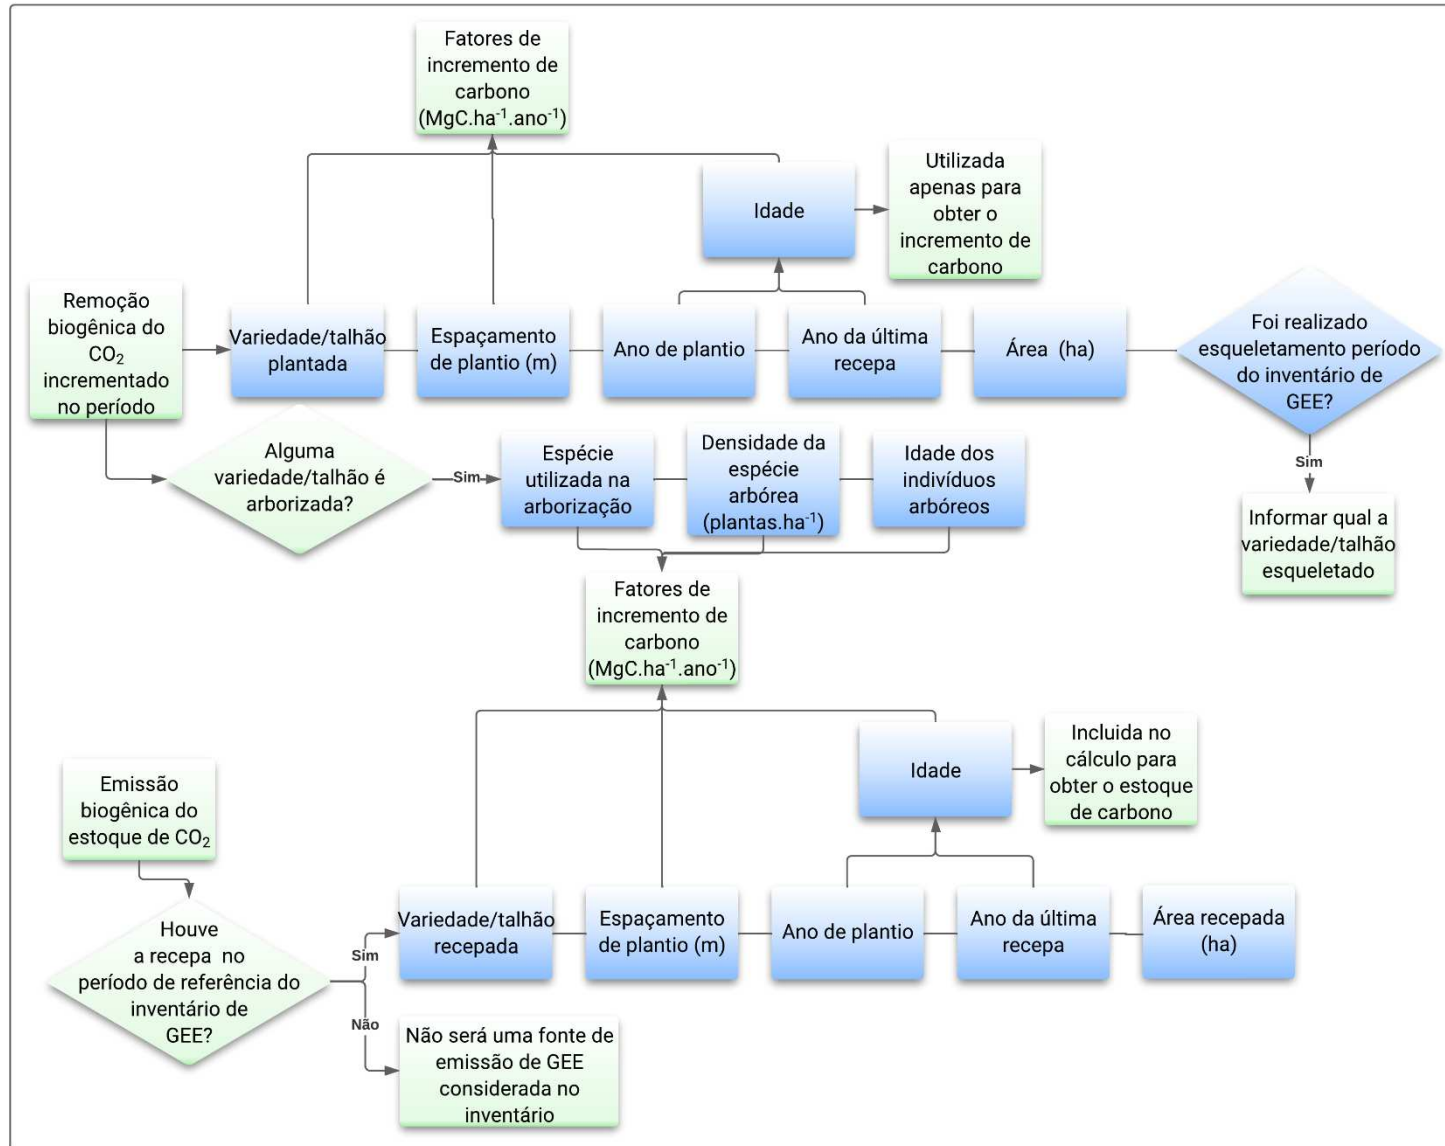 Fatores de
incremento de
carbono
(MgC.ha⁻¹.ano⁻¹)
Idade
Utilizada
apenas para
obter o
incremento de
carbono
Remoção
biogênica do
CO₂
incrementado
no período
Variedade/talhão
plantada
Espaçamento
de plantio (m)
Ano de plantio
Ano da última
recepa
Área (ha)
Foi realizado
esqueletamento período
do inventário de
GEE?
Sim
Informar qual a
variedade/talhão
esqueletado
Alguma
variedade/talhão é
arborizada?
Sim
Espécie
utilizada na
arborização
Densidade da
espécie
arbórea
(plantas.ha⁻¹)
Idade dos
indivíduos
arbóreos
Fatores de
incremento de
carbono
(MgC.ha⁻¹.ano⁻¹)
Idade
Incluida no
cálculo para
obter o estoque
de carbono
Emissão
biogênica do
estoque de CO₂
Houve
a recepa no
período de referência do
inventário de
GEE?
Sim
Variedade/talhão
recepada
Espaçamento
de plantio (m)
Ano de plantio
Ano da última
recepa
Área recepada
(ha)
Não
Não será uma fonte de
emissão de GEE
considerada no
inventário